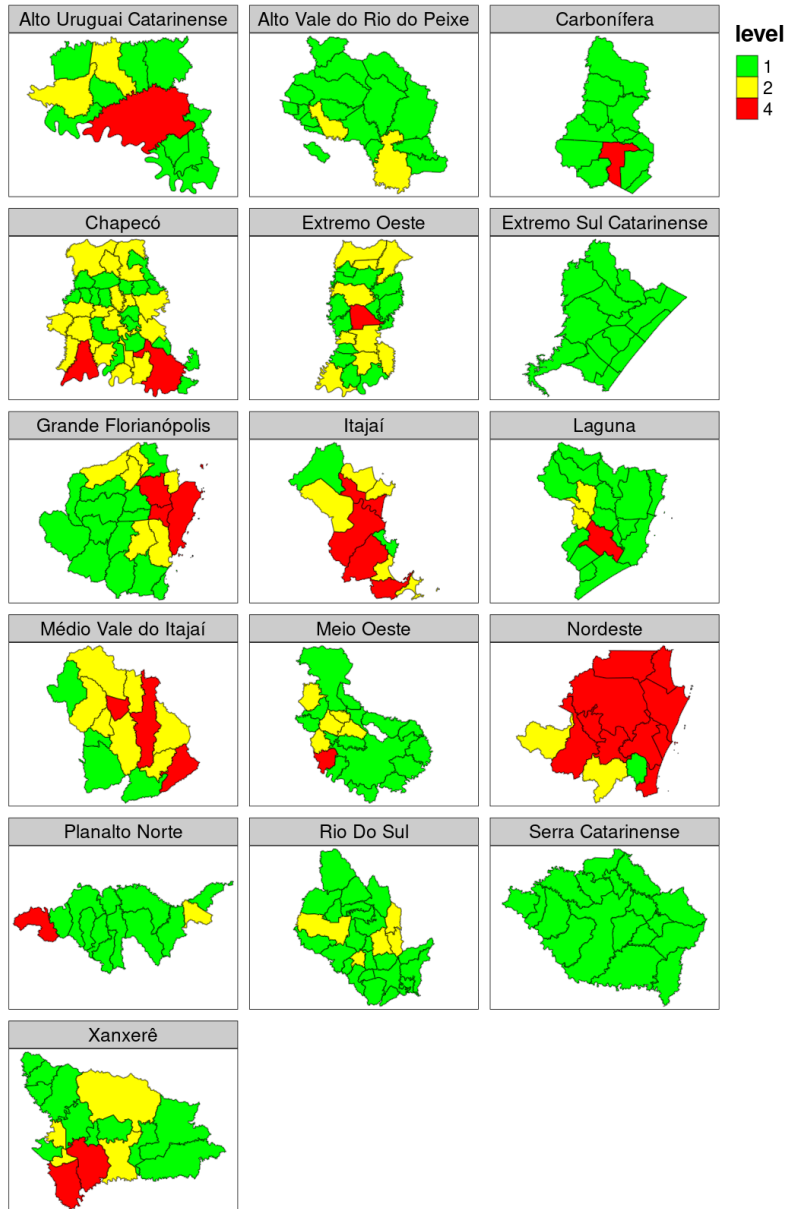 Alto Uruguai Catarinense
Alto Vale do Rio do Peixe
Carbonífera
level
1
2
4
Chapecó
Extremo Oeste
Extremo Sul Catarinense
Grande Florianópolis
Itajaí
Laguna
Médio Vale do Itajaí
Meio Oeste
Nordeste
Planalto Norte
Rio Do Sul
Serra Catarinense
Xanxerê